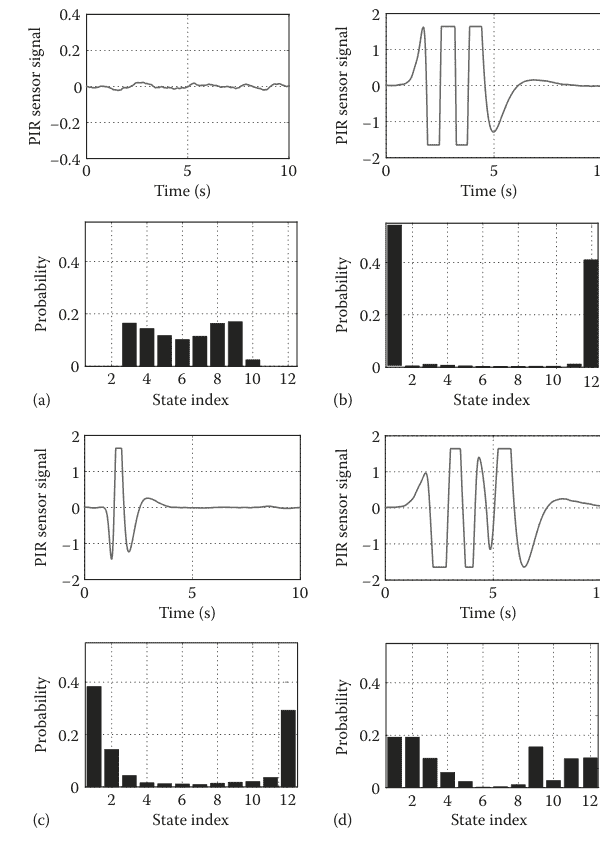 0.4 0.2 0 −0.2 −0.4
PIR sensor signal
0 5 10
Time (s)
2 1 0 −1 −2
PIR sensor signal
0 5 1
Time (s)
0.4 0.2 0
Probability
2 4 6 8 10 12
(a) State index
0.4 0.2 0
Probability
2 4 6 8 10 12
(b) State index
2 1 0 −1 −2
PIR sensor signal
0 5 10
Time (s)
2 1 0 −1 −2
PIR sensor signal
0 5 1
Time (s)
0.4 0.2 0
Probability
2 4 6 8 10 12
(c) State index
0.4 0.2 0
Probability
2 4 6 8 10 12
(d) State index